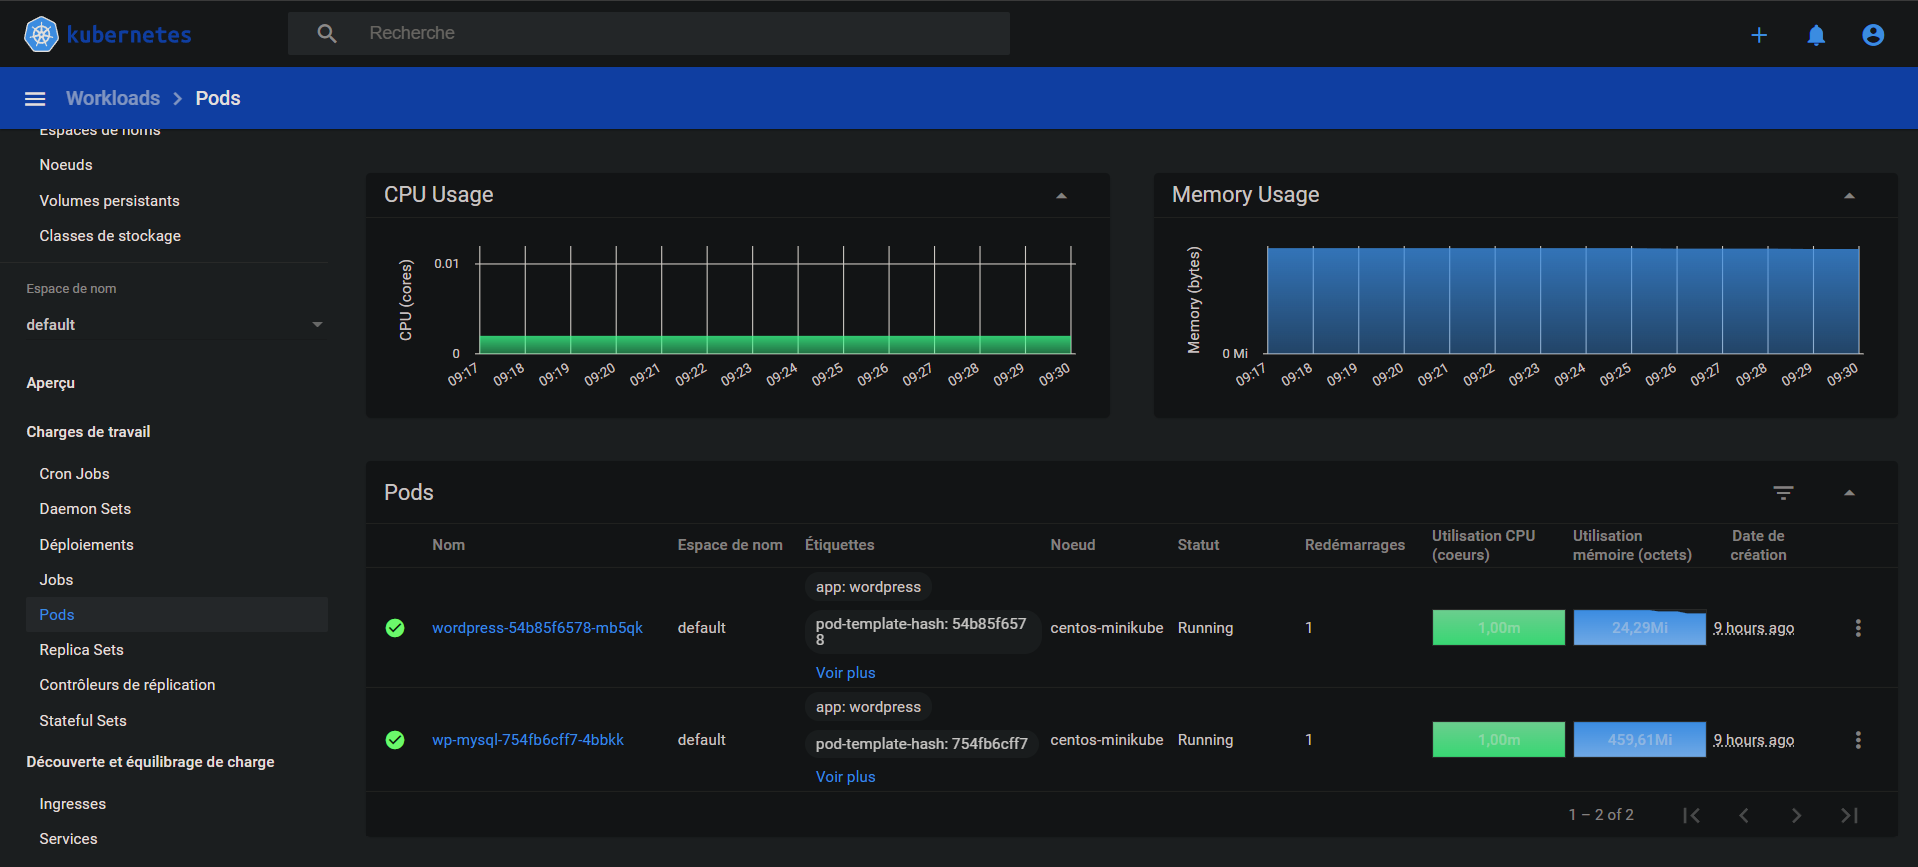 kubernetes
Recherche
Workloads > Pods
Espaces de noms
Noeuds
Volumes persistants
Classes de stockage
Espace de nom
default
Aperçu
Charges de travail
Cron Jobs
Daemon Sets
Déploiements
Jobs
Pods
Replica Sets
Contrôleurs de réplication
Stateful Sets
Découverte et équilibrage de charge
Ingresses
Services
CPU Usage
CPU (cores)
0.01
0
09:17 09:18 09:19 09:20 09:21 09:22 09:23 09:24 09:25 09:26 09:27 09:28 09:29 09:30
Memory Usage
Memory (bytes)
0 Mi
09:17 09:18 09:19 09:20 09:21 09:22 09:23 09:24 09:25 09:26 09:27 09:28 09:29 09:30
Pods
Nom Espace de nom Étiquettes Noeud Statut Redémarrages Utilisation CPU (coeurs) Utilisation mémoire (octets) Date de création
app: wordpress
pod-template-hash: 54b85f657
8
wordpress-54b85f6578-mb5qk default centos-minikube Running 1 1,00m 24,29Mi 9 hours ago
Voir plus
app: wordpress
wp-mysql-754fb6cff7-4bbkk default pod-template-hash: 754fb6cff7 centos-minikube Running 1 1,00m 459,61Mi 9 hours ago
Voir plus
1 – 2 of 2